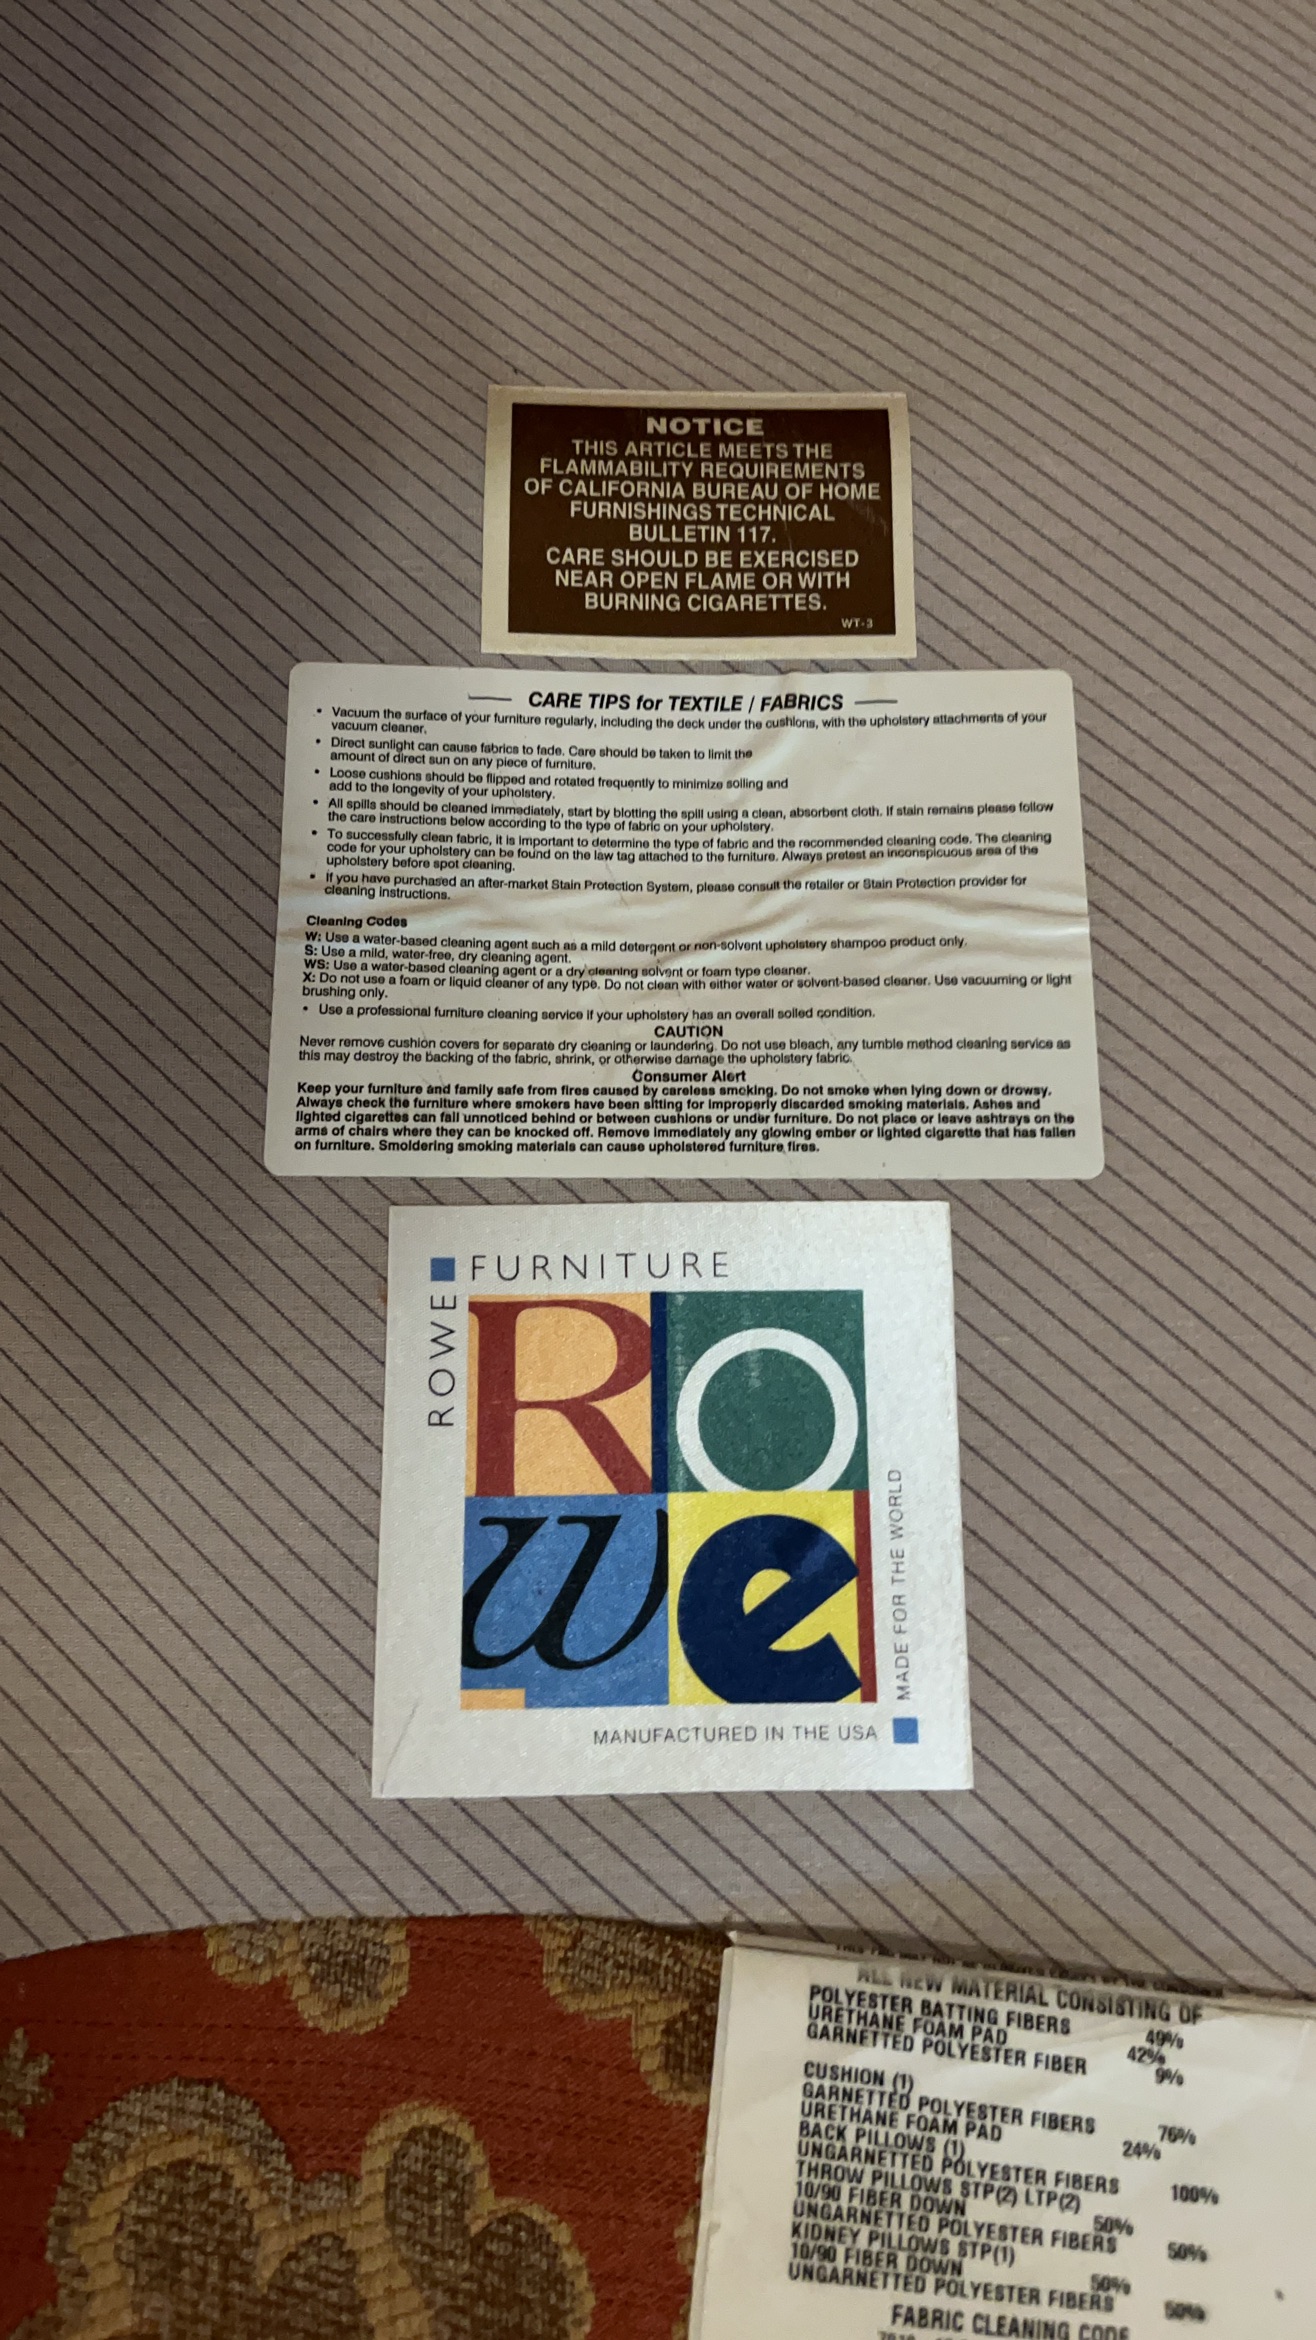 NOTICE
THIS ARTICLE MEETS THE
FLAMMABILITY REQUIREMENTS
OF CALIFORNIA BUREAU OF HOME
FURNISHINGS TECHNICAL
BULLETIN 117.
CARE SHOULD BE EXERCISED
NEAR OPEN FLAME OR WITH
BURNING CIGARETTES.
WT-3
CARE TIPS for TEXTILE / FABRICS
• Vacuum the surface of your furniture regularly, including the deck under the cushions, with the upholstery attachments of your
vacuum cleaner.
• Direct sunlight can cause fabrics to fade. Care should be taken to limit the
amount of direct sun on any piece of furniture.
• Loose cushions should be flipped and rotated frequently to minimize soiling and
add to the longevity of your upholstery.
• All spills should be cleaned immediately, start by blotting the spill using a clean, absorbent cloth. If stain remains please follow
the care instructions below according to the type of fabric on your upholstery.
• To successfully clean fabric, it is important to determine the type of fabric and the recommended cleaning code. The cleaning
code for your upholstery can be found on the law tag attached to the furniture. Always pretest an inconspicuous area of the
upholstery before spot cleaning.
• If you have purchased an after-market Stain Protection System, please consult the retailer or Stain Protection provider for
cleaning instructions.
Cleaning Codes
W: Use a water-based cleaning agent such as a mild detergent or non-solvent upholstery shampoo product only.
S: Use a mild, water-free, dry cleaning agent.
WS: Use a water-based cleaning agent or a dry cleaning solvent or foam type cleaner.
X: Do not use a foam or liquid cleaner of any type. Do not clean with either water or solvent-based cleaner. Use vacuuming or light
brushing only.
• Use a professional furniture cleaning service if your upholstery has an overall soiled condition.
CAUTION
Never remove cushion covers for separate dry cleaning or laundering. Do not use bleach, any tumble method cleaning service as
this may destroy the backing of the fabric, shrink, or otherwise damage the upholstery fabric.
Consumer Alert
Keep your furniture and family safe from fires caused by careless smoking. Do not smoke when lying down or drowsy.
Always check the furniture where smokers have been sitting for improperly discarded smoking materials. Ashes and
lighted cigarettes can fall unnoticed behind or between cushions or under furniture. Do not place or leave ashtrays on the
arms of chairs where they can be knocked off. Remove immediately any glowing ember or lighted cigarette that has fallen
on furniture. Smoldering smoking materials can cause upholstered furniture fires.
FURNITURE
ROWE
Ro
we
MADE FOR THE WORLD
MANUFACTURED IN THE USA
ALL NEW MATERIAL CONSISTING OF
POLYESTER BATTING FIBERS 49%
URETHANE FOAM PAD 42%
GARNETTED POLYESTER FIBER 9%
CUSHION (1)
GARNETTED POLYESTER FIBERS 76%
URETHANE FOAM PAD 24%
BACK PILLOWS (1)
UNGARNETTED POLYESTER FIBERS 100%
THROW PILLOWS STP(2) LTP(2)
10/90 FIBER DOWN 50%
UNGARNETTED POLYESTER FIBERS 50%
KIDNEY PILLOWS STP(1)
10/90 FIBER DOWN 50%
UNGARNETTED POLYESTER FIBERS 50%
FABRIC CLEANING CODE